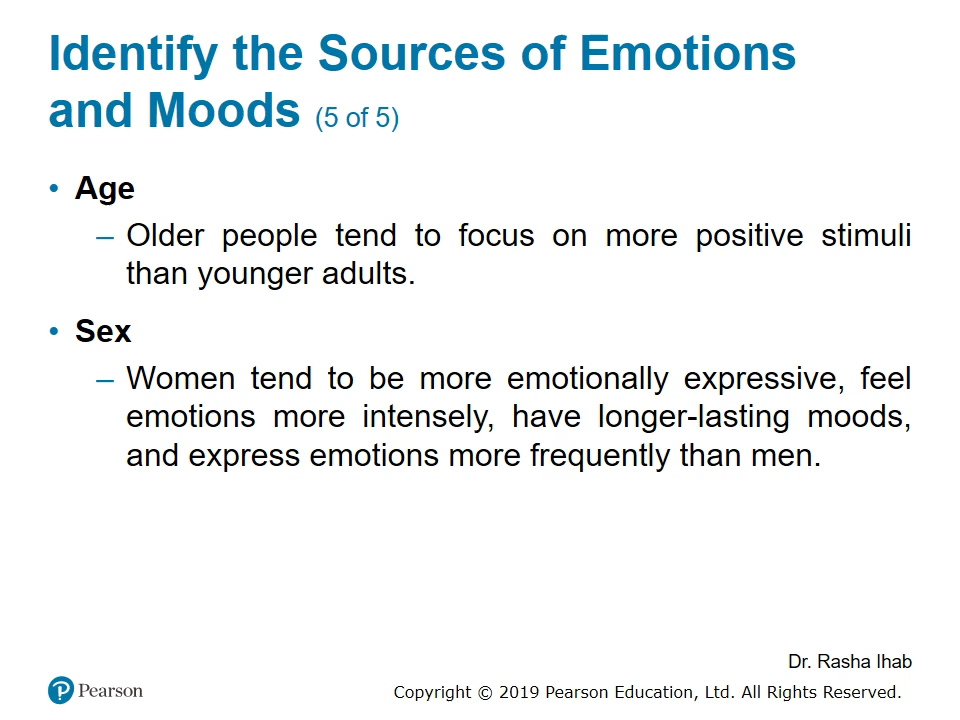 Identify the Sources of Emotions
and Moods (5 of 5)
• Age
– Older people tend to focus on more positive stimuli
than younger adults.
• Sex
– Women tend to be more emotionally expressive, feel
emotions more intensely, have longer-lasting moods,
and express emotions more frequently than men.
Dr. Rasha Ihab
P Pearson
Copyright © 2019 Pearson Education, Ltd. All Rights Reserved.